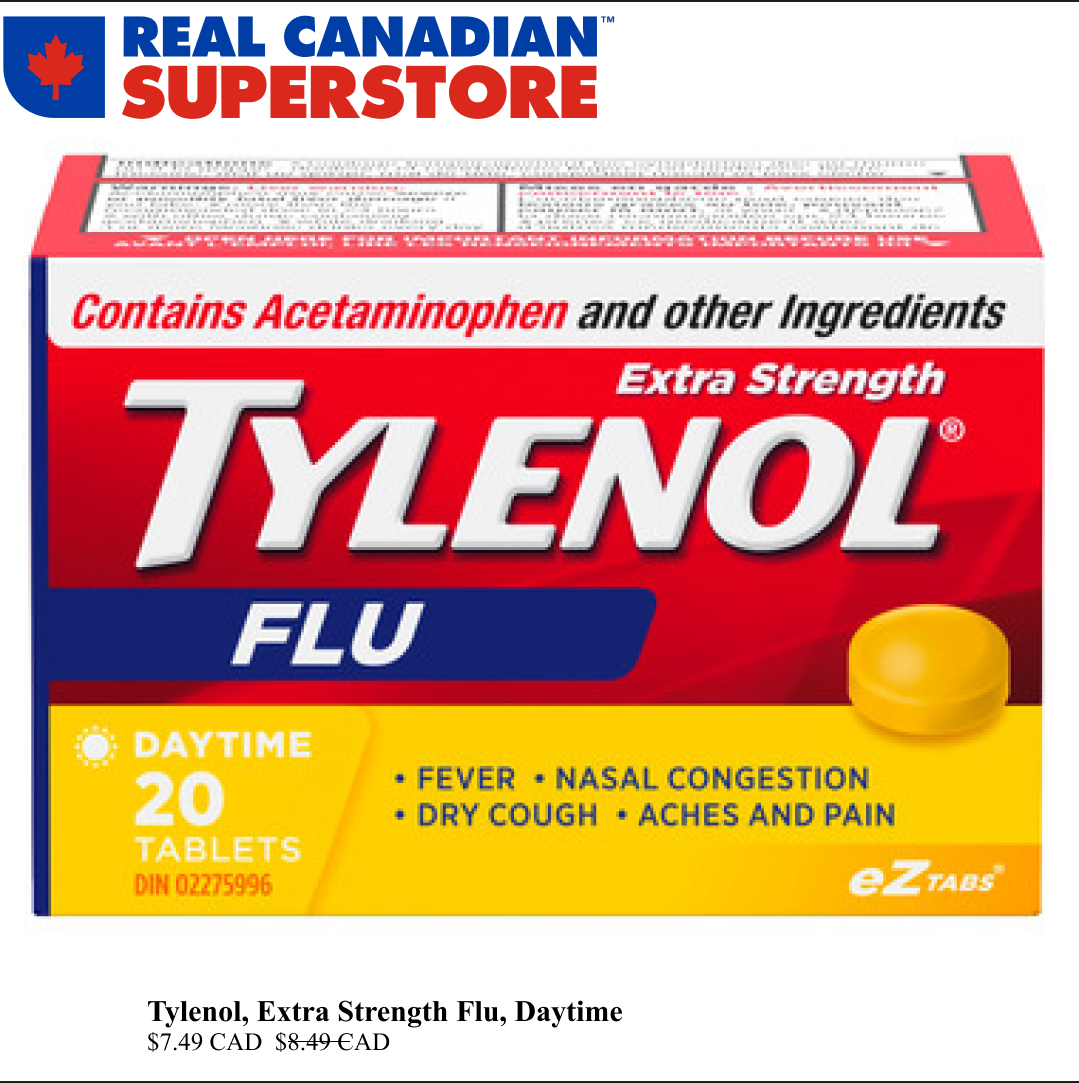 REAL CANADIAN™
SUPERSTORE
Contains Acetaminophen and other Ingredients
Extra Strength
TYLENOL®
FLU
DAYTIME
20
TABLETS
DIN 02275996
• FEVER • NASAL CONGESTION
• DRY COUGH • ACHES AND PAIN
eZ TABS®
Tylenol, Extra Strength Flu, Daytime
$7.49 CAD $8.49 CAD